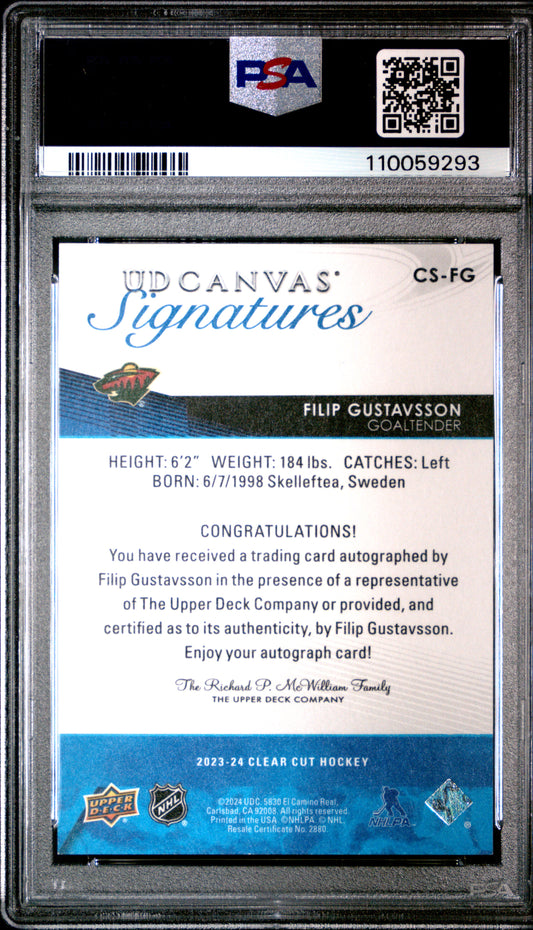 PSA
110059293
UD CANVAS
CS-FG
Signatures
FILIP GUSTAVSSON
GOALTENDER
HEIGHT: 6'2" WEIGHT: 184 lbs. CATCHES: Left
BORN: 6/7/1998 Skelleftea, Sweden
CONGRATULATIONS!
You have received a trading card autographed by
Filip Gustavsson in the presence of a representative
of The Upper Deck Company or provided, and
certified as to its authenticity, by Filip Gustavsson.
Enjoy your autograph card!
The Richard P. McWilliam Family
THE UPPER DECK COMPANY
2023-24 CLEAR CUT HOCKEY
UPPER
DECK
NHL
©2024 UDC. 5830 El Camino Real,
Carlsbad, CA 92008. All rights reserved.
Printed in the USA. ©NHLPA. ©NHL.
Resale Certificate No. 2880.
NHLPA
PSA